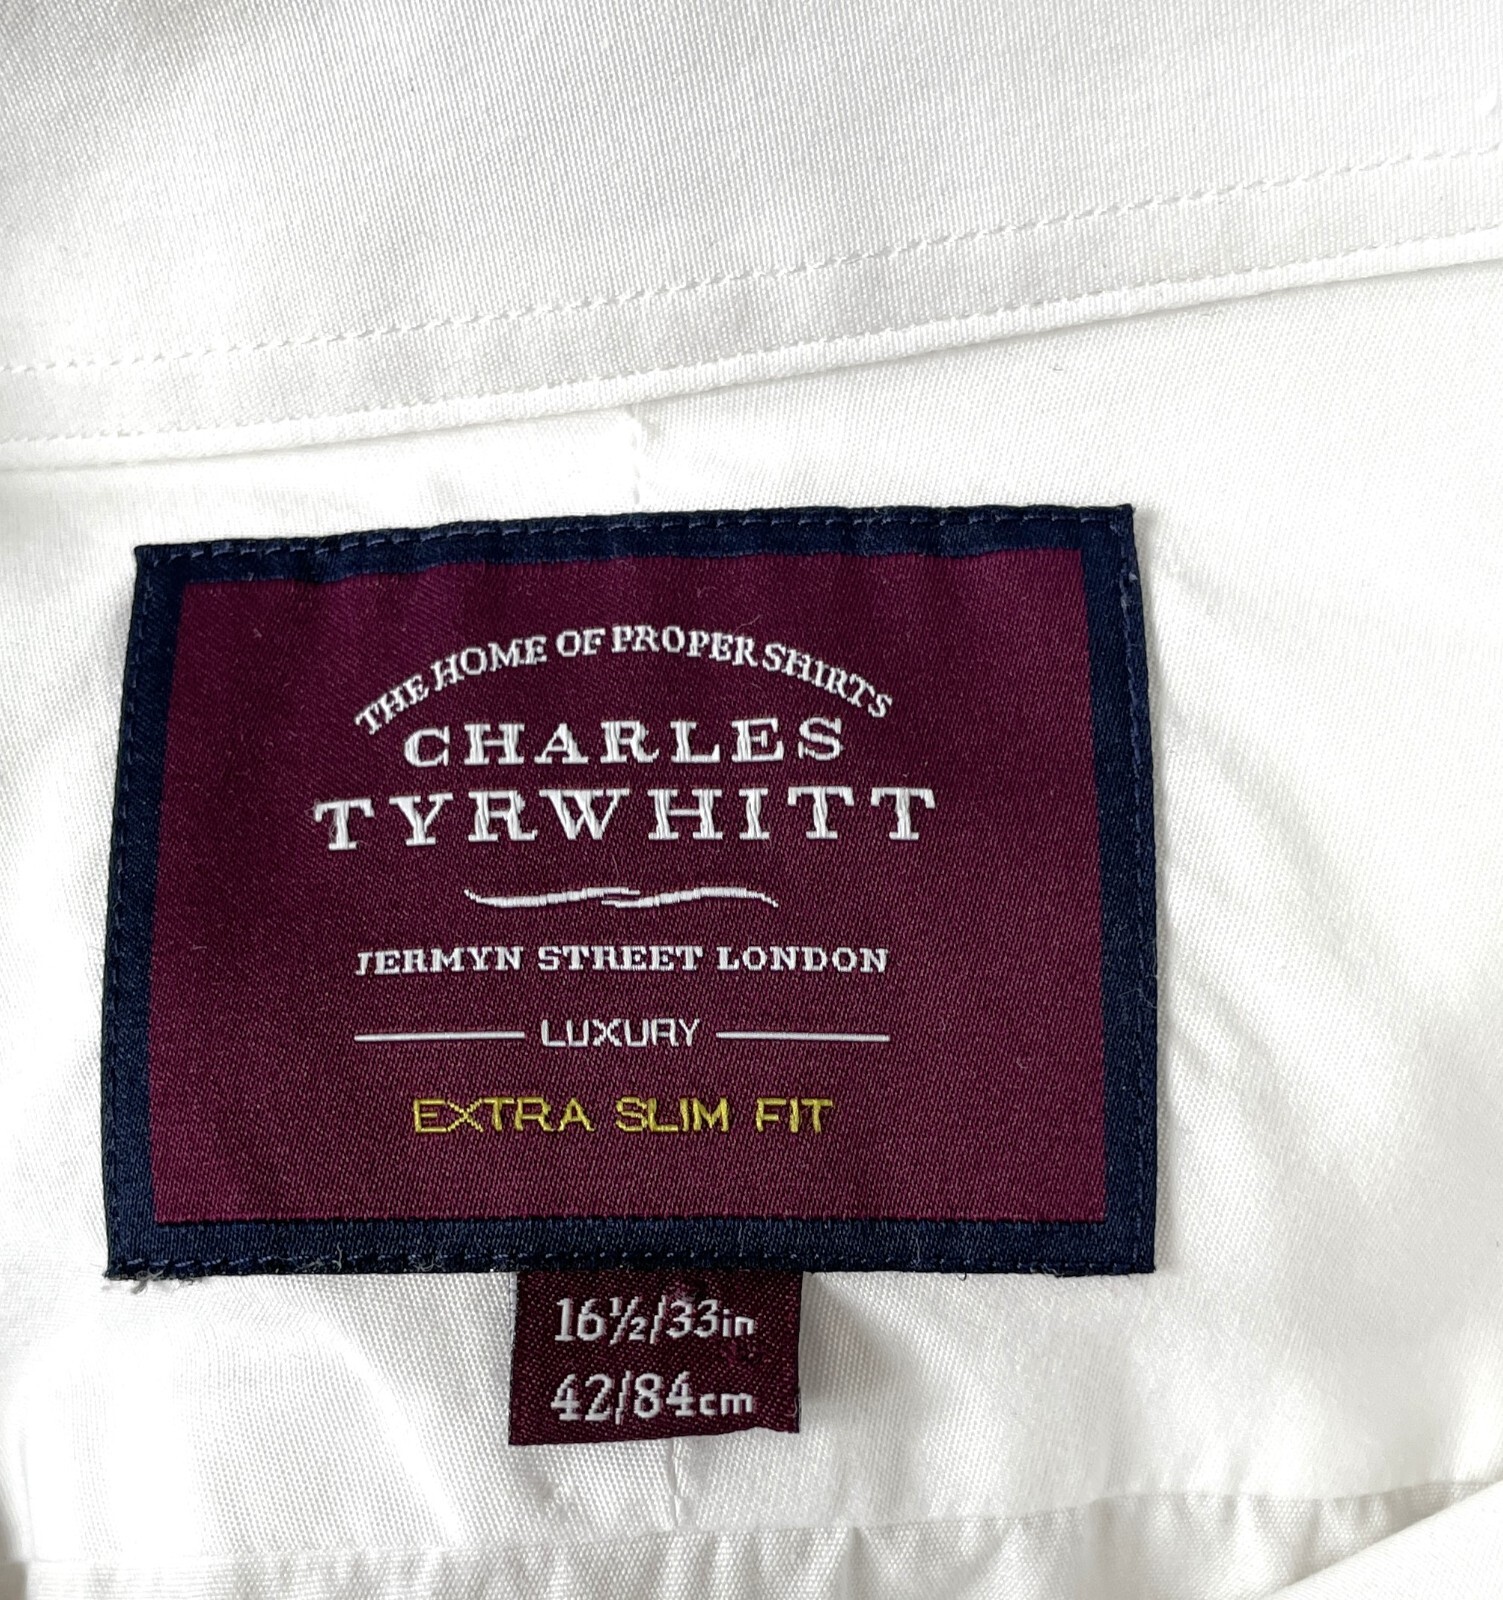 THE HOME OF PROPER SHIRTS
CHARLES
TYRWHITT
JERMYN STREET LONDON
LUXURY
EXTRA SLIM FIT
16½/33in
42/84cm